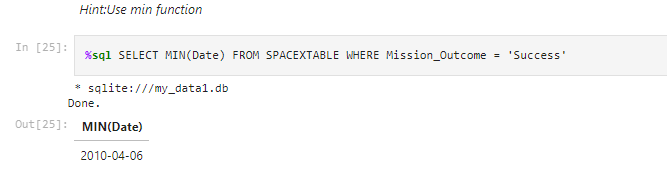 Hint:Use min function
In [25]: %sql SELECT MIN(Date) FROM SPACEXTABLE WHERE Mission_Outcome = 'Success'
* sqlite:///my_data1.db
Done.
Out[25]: MIN(Date)
2010-04-06